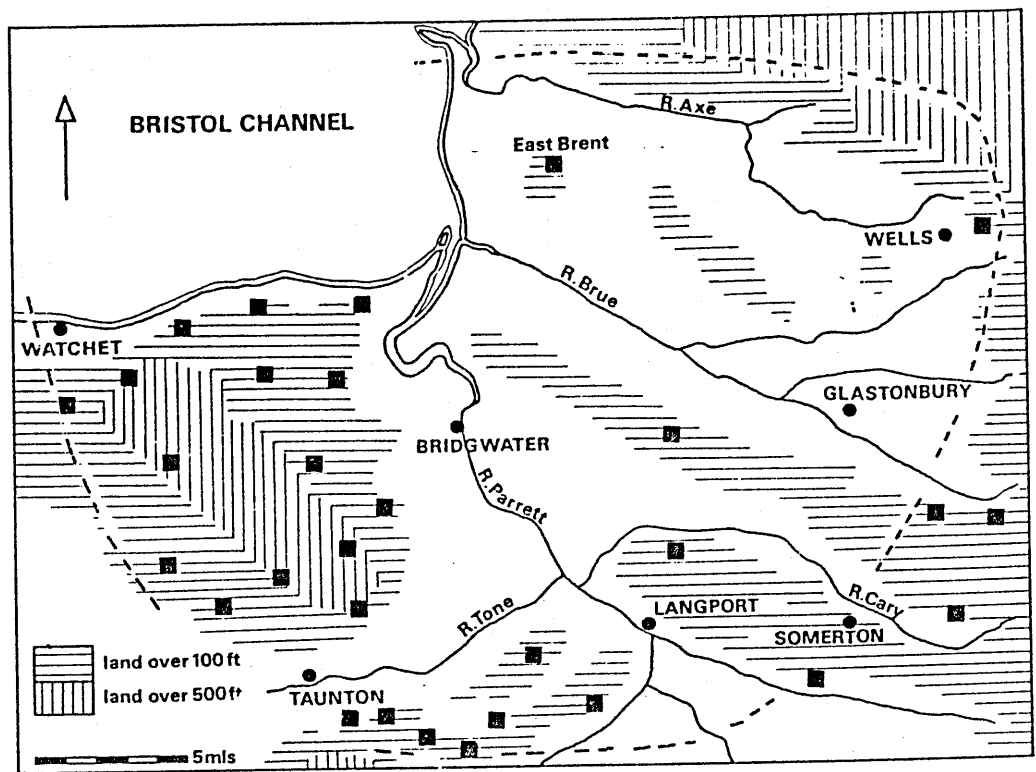 BRISTOL CHANNEL
R.Axe
East Brent
WELLS
R.Brue
WATCHET
GLASTONBURY
BRIDGWATER
R.Parrett
R.Tone
LANGPORT
R.Cary
SOMERTON
land over 100 ft
land over 500 ft
TAUNTON
5mls